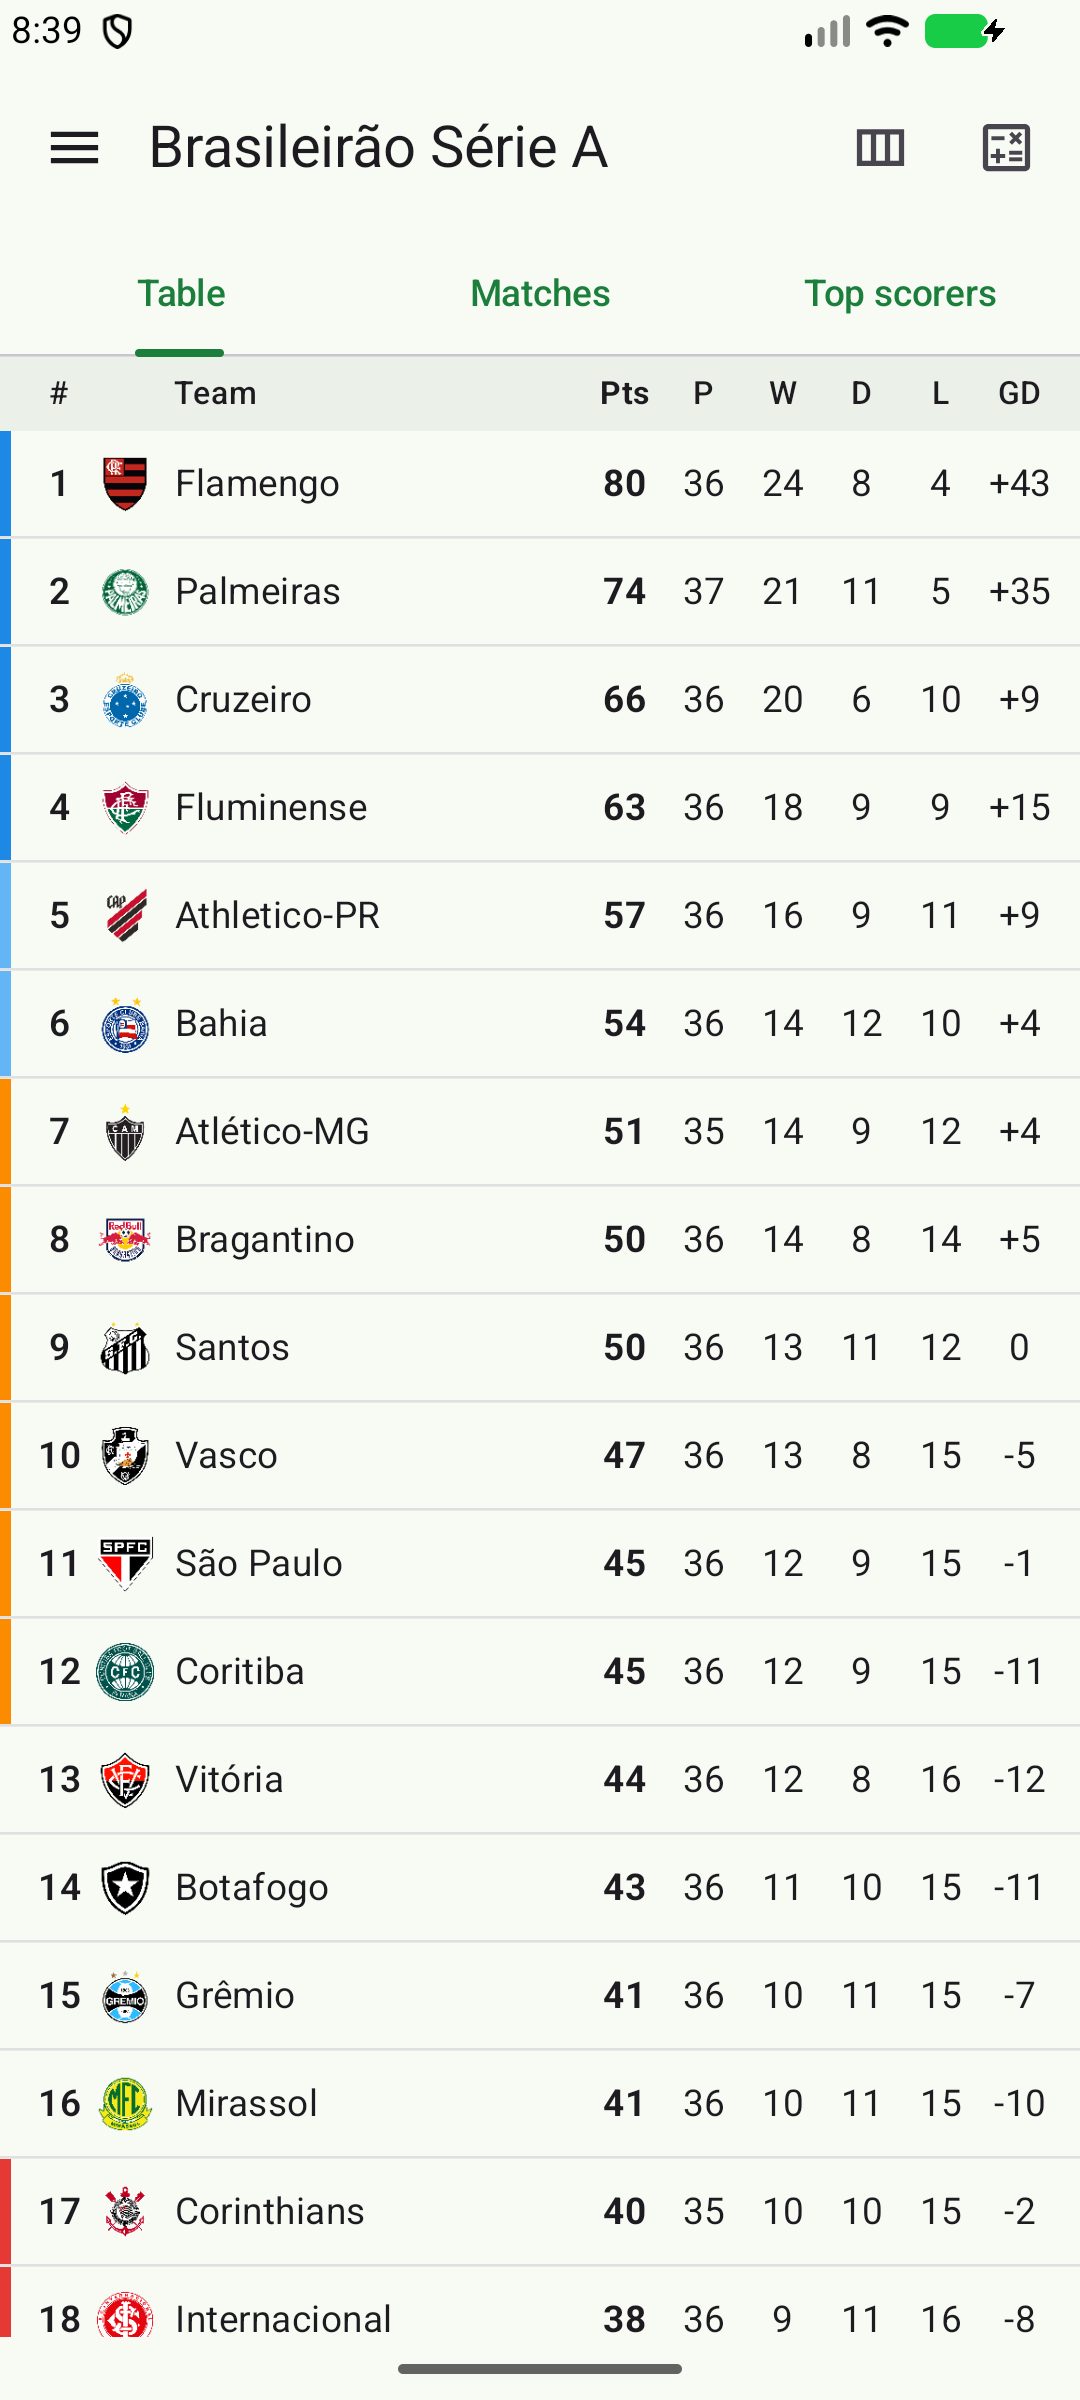 8:39
Brasileirão Série A
Table Matches Top scorers
# Team Pts P W D L GD
1 Flamengo 80 36 24 8 4 +43
2 Palmeiras 74 37 21 11 5 +35
3 Cruzeiro 66 36 20 6 10 +9
4 Fluminense 63 36 18 9 9 +15
5 Athletico-PR 57 36 16 9 11 +9
6 Bahia 54 36 14 12 10 +4
7 Atlético-MG 51 35 14 9 12 +4
8 Bragantino 50 36 14 8 14 +5
9 Santos 50 36 13 11 12 0
10 Vasco 47 36 13 8 15 -5
11 São Paulo 45 36 12 9 15 -1
12 Coritiba 45 36 12 9 15 -11
13 Vitória 44 36 12 8 16 -12
14 Botafogo 43 36 11 10 15 -11
15 Grêmio 41 36 10 11 15 -7
16 Mirassol 41 36 10 11 15 -10
17 Corinthians 40 35 10 10 15 -2
18 Internacional 38 36 9 11 16 -8